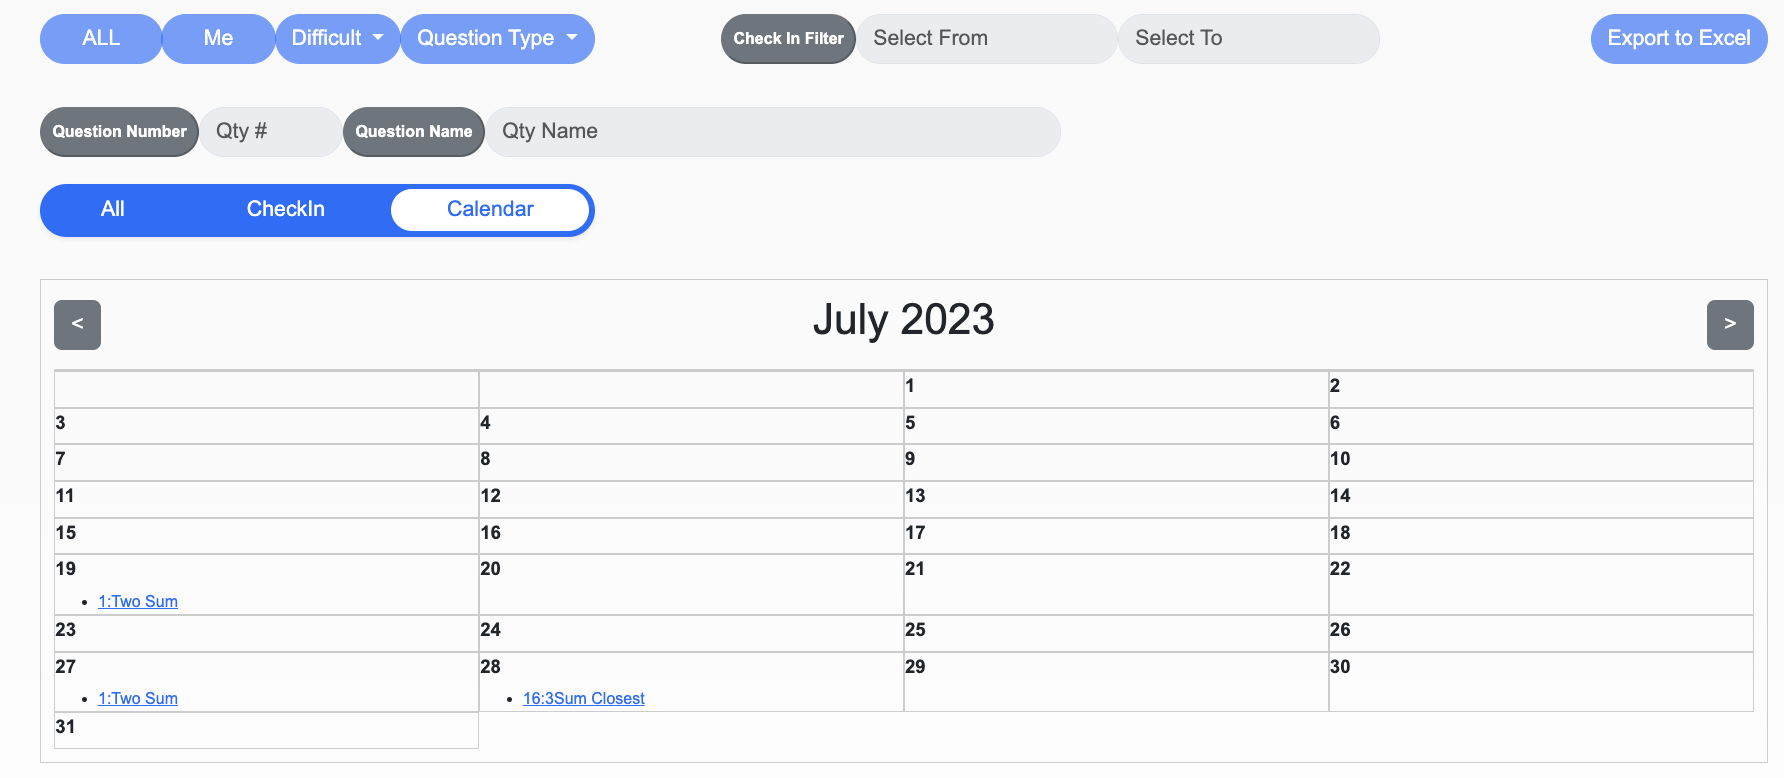 ALL Me Difficult Question Type Check In Filter Select From Select To Export to Excel
Question Number Qty # Question Name Qty Name
All CheckIn Calendar
< July 2023 >
1 2
3 4 5 6
7 8 9 10
11 12 13 14
15 16 17 18
19 20 21 22
1:Two Sum
23 24 25 26
27 28 29 30
1:Two Sum 16:3Sum Closest
31